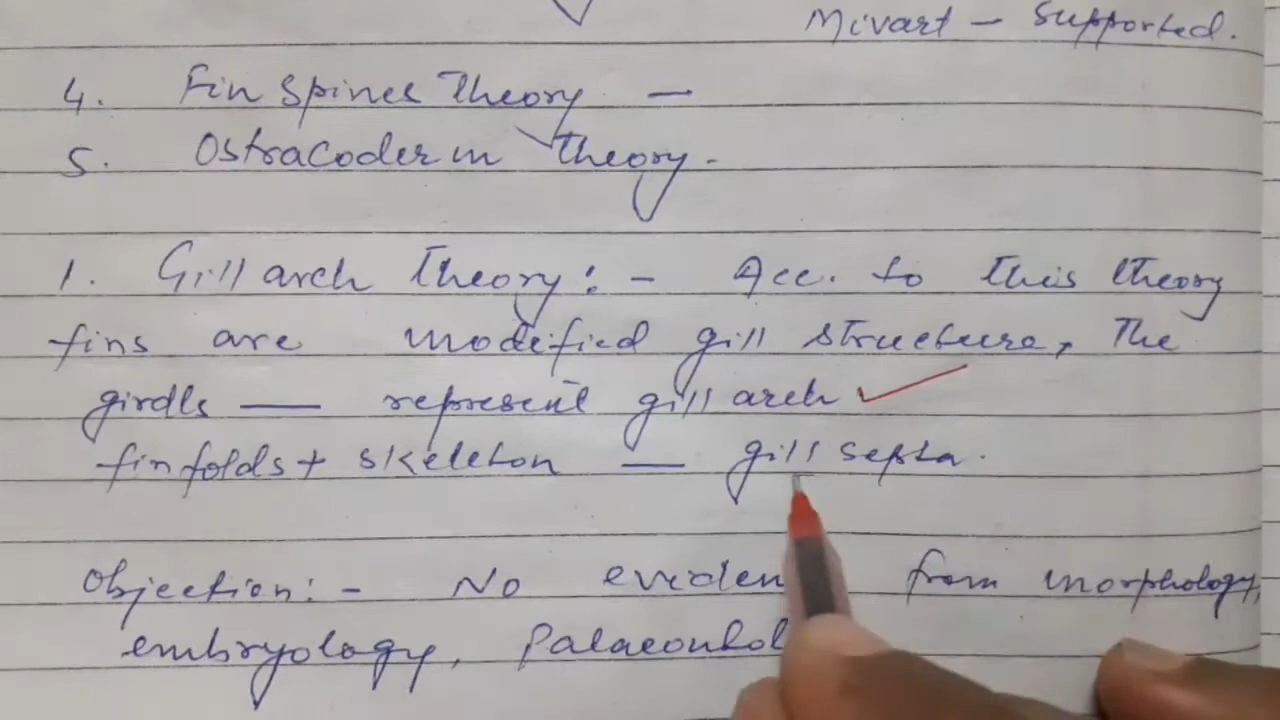 Mivart – Supported.
4. Fin Spines Theory —
5. Ostracoderm Theory.
1. Gill arch Theory :- Acc. to this theory
fins are modified gill structure, The
girdls — represent gill arch
fin folds + skeleton — gill septa.
Objection :- No eviden from morphology,
embryology, Palaeontol